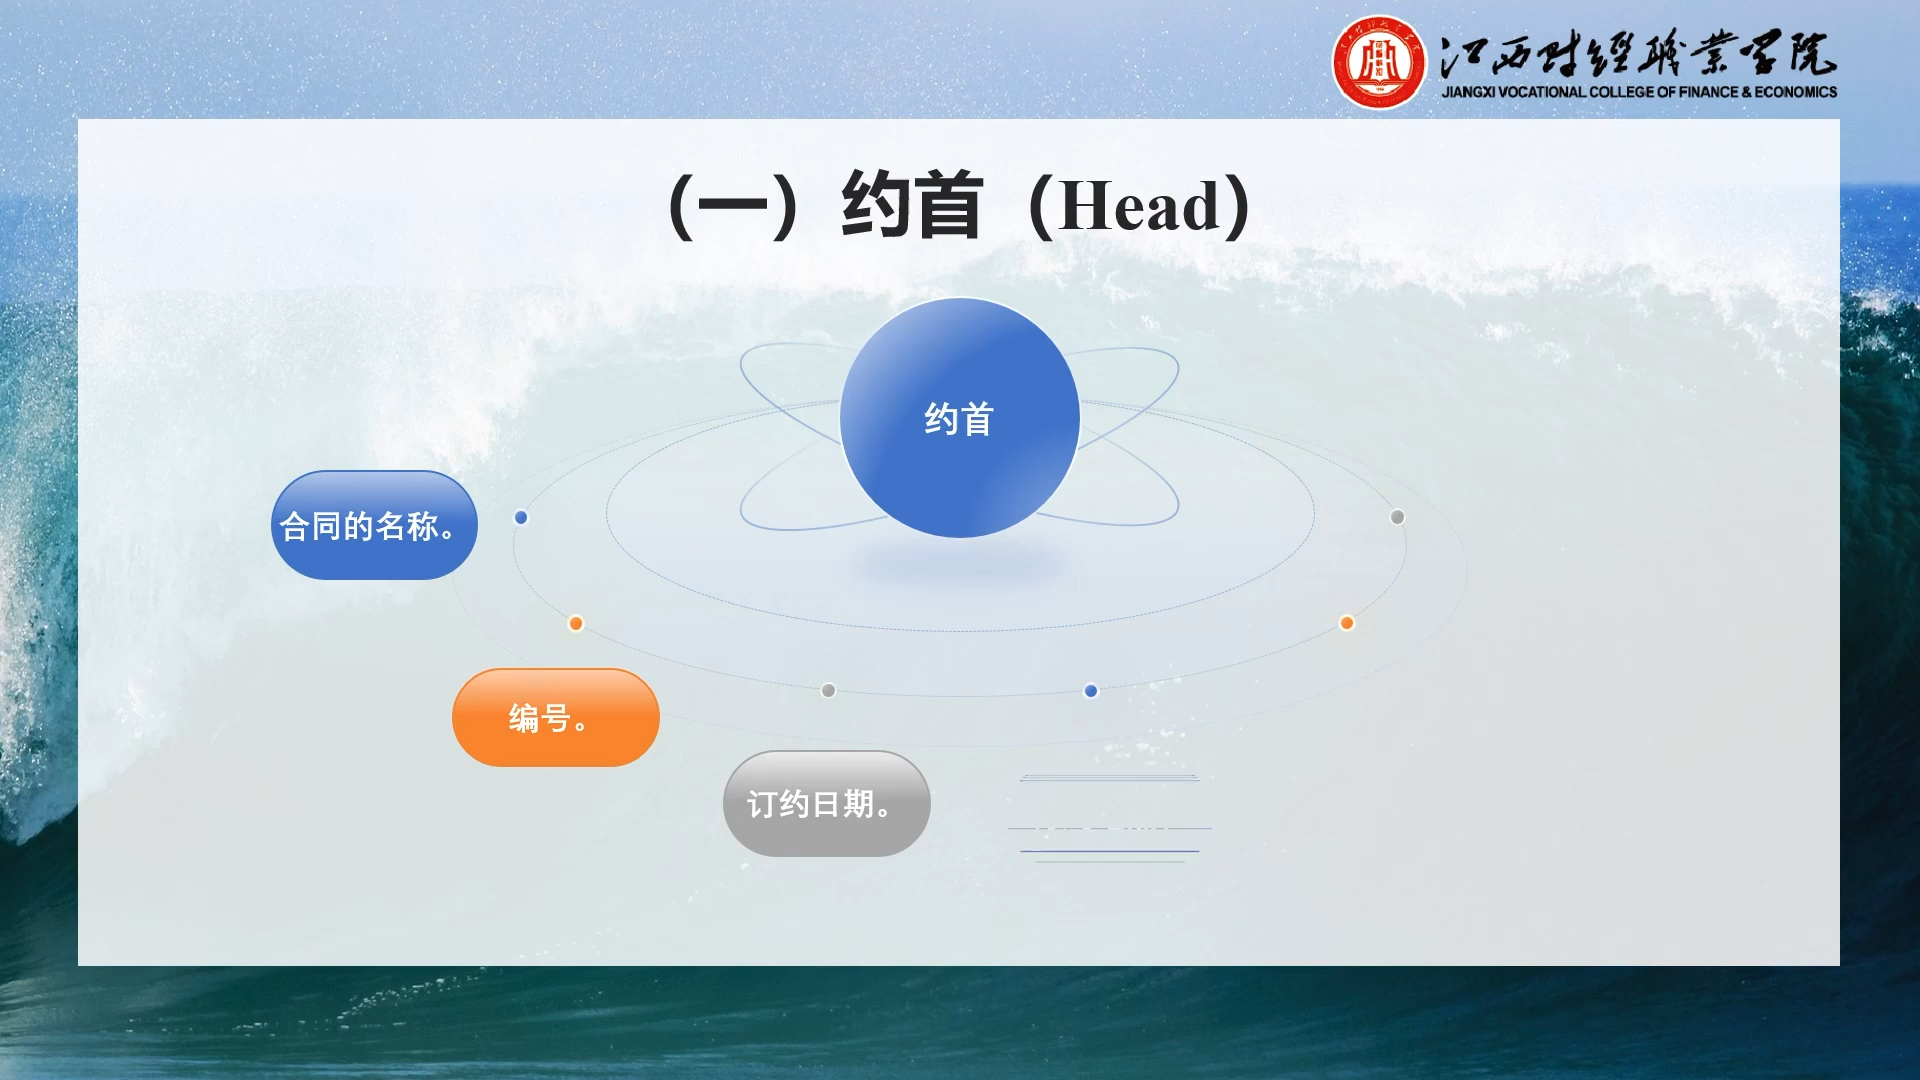 江西财经职业学院
JIANGXI VOCATIONAL COLLEGE OF FINANCE & ECONOMICS
（一）约首（Head）
约首
合同的名称。
编号。
订约日期。